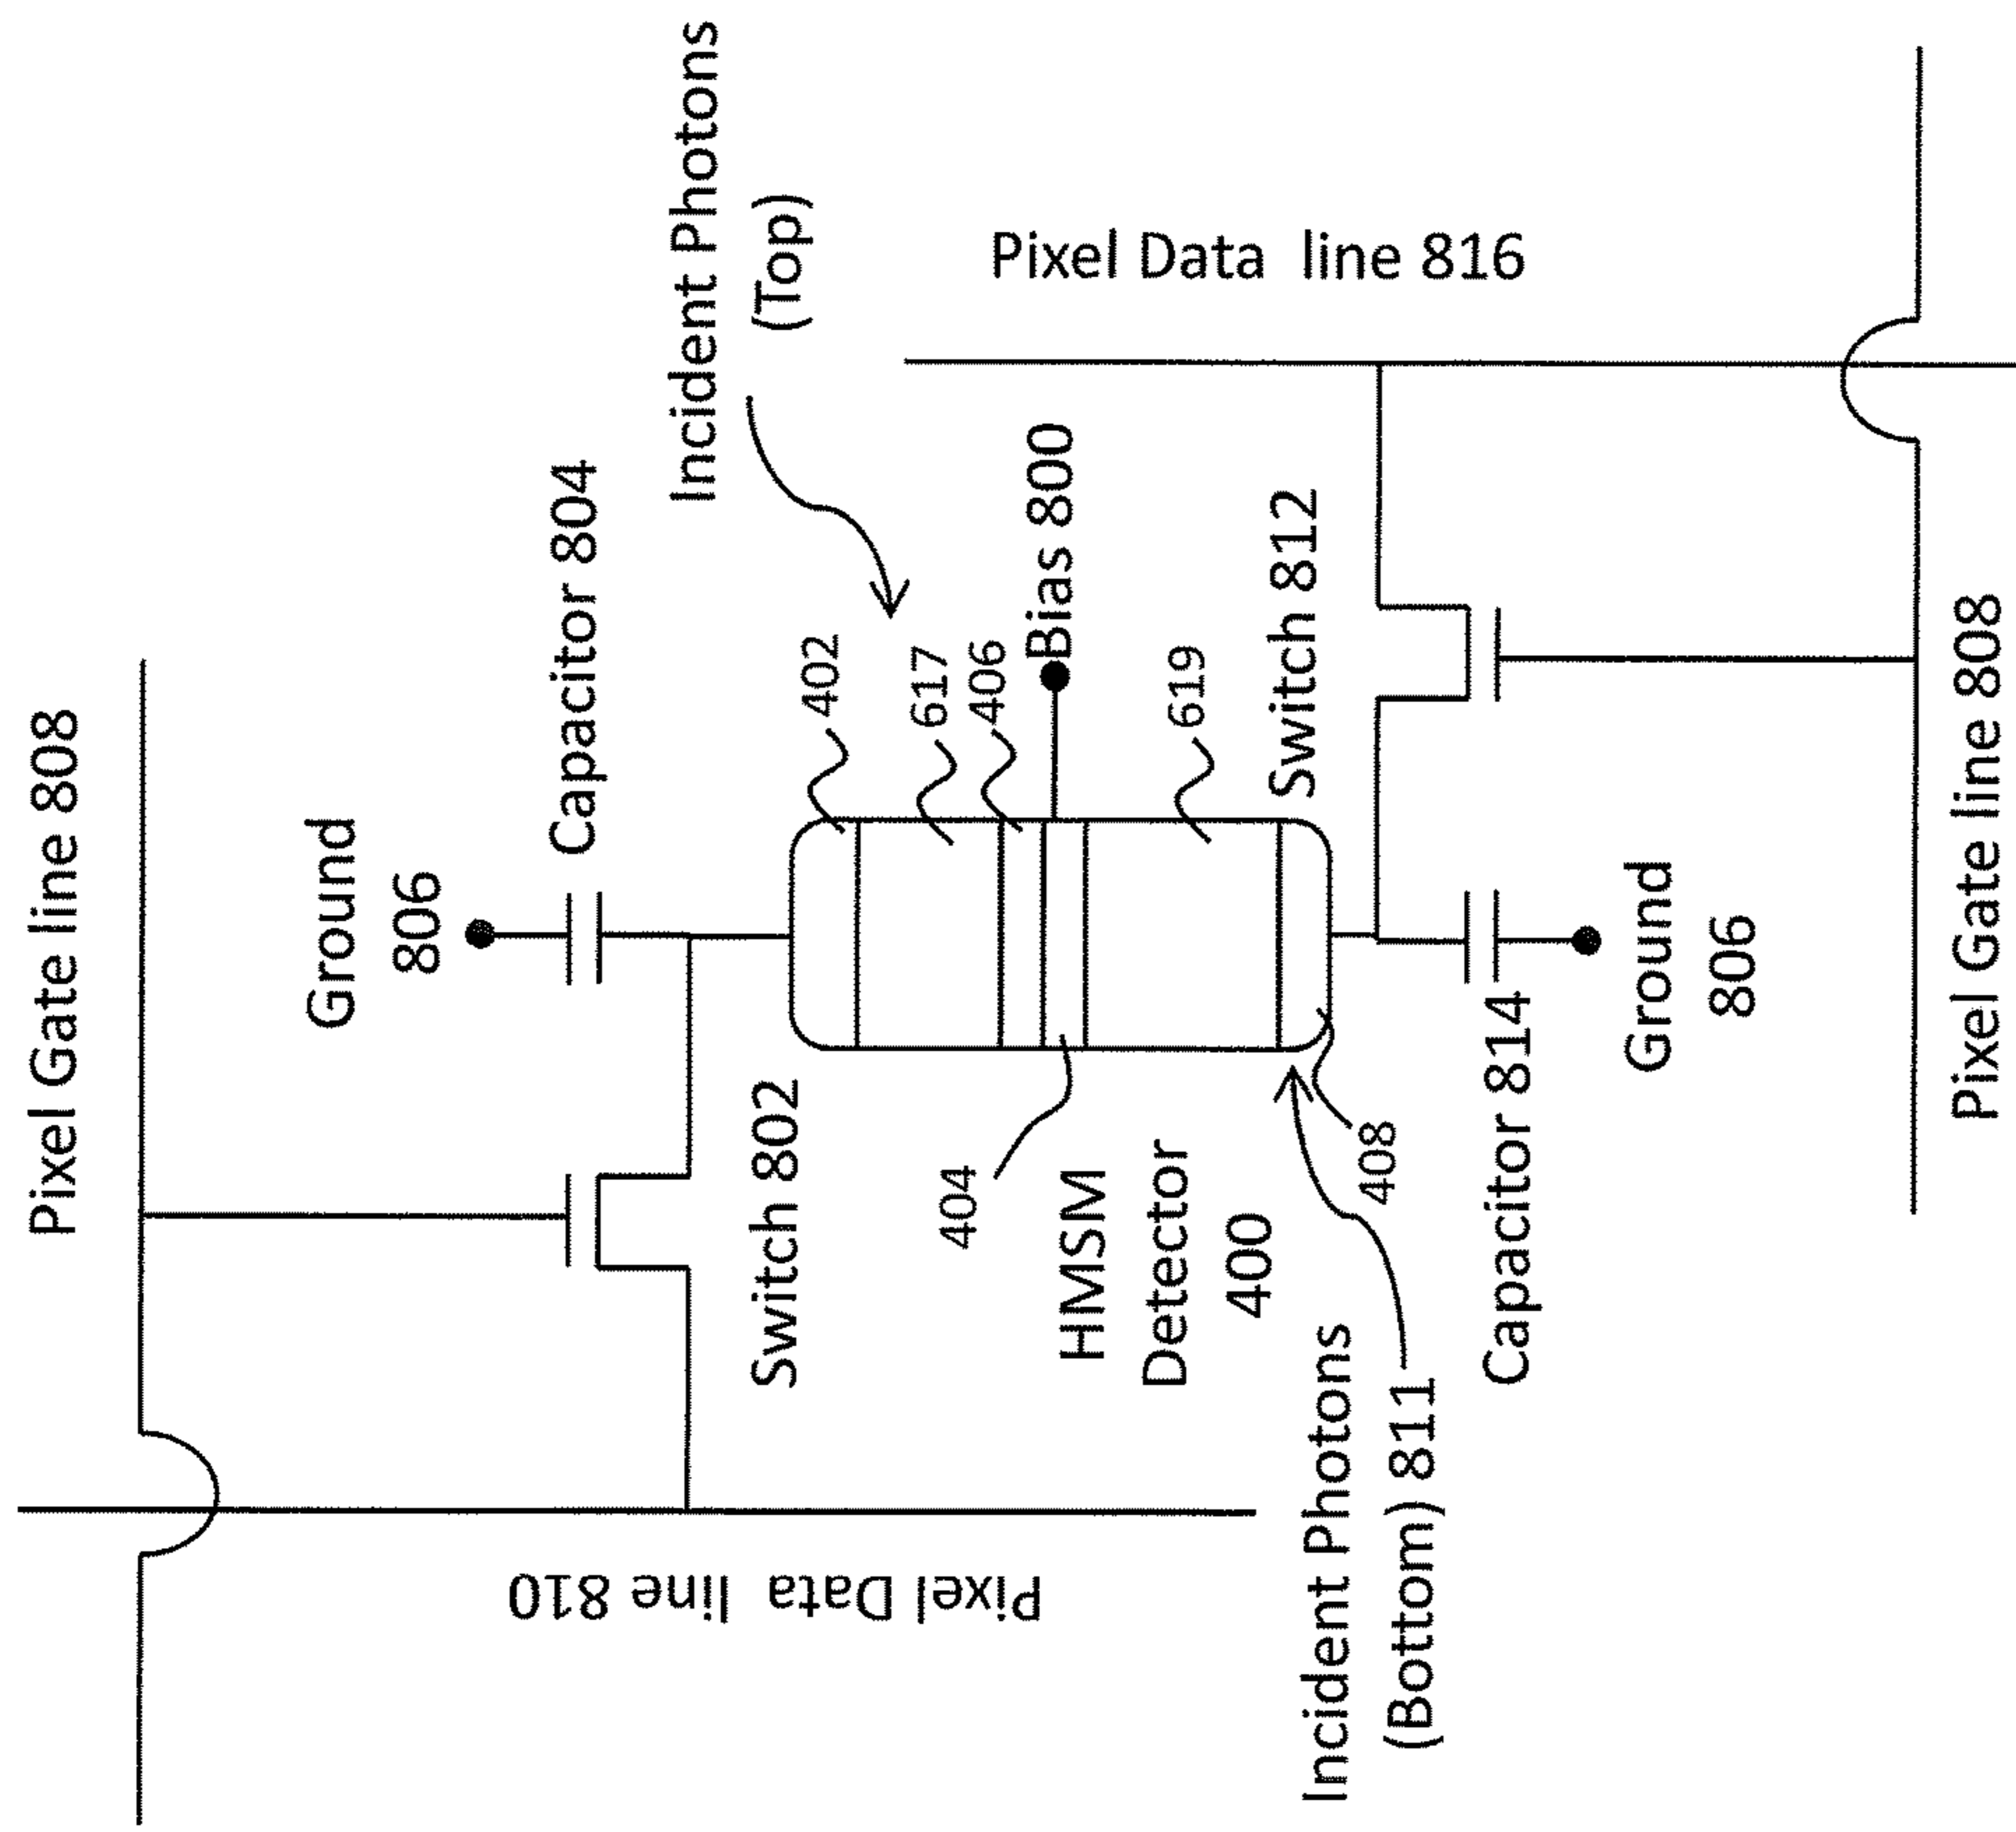 Pixel Gate line 808
Ground
806
Capacitor 804
Incident Photons
(Top)
402
617
406
Bias 800
Pixel Data line 816
Switch 802
404
HMSM
Detector
400
619
Switch 812
Pixel Data line 810
Incident Photons
(Bottom) 811
408
Capacitor 814
Ground
806
Pixel Gate line 808